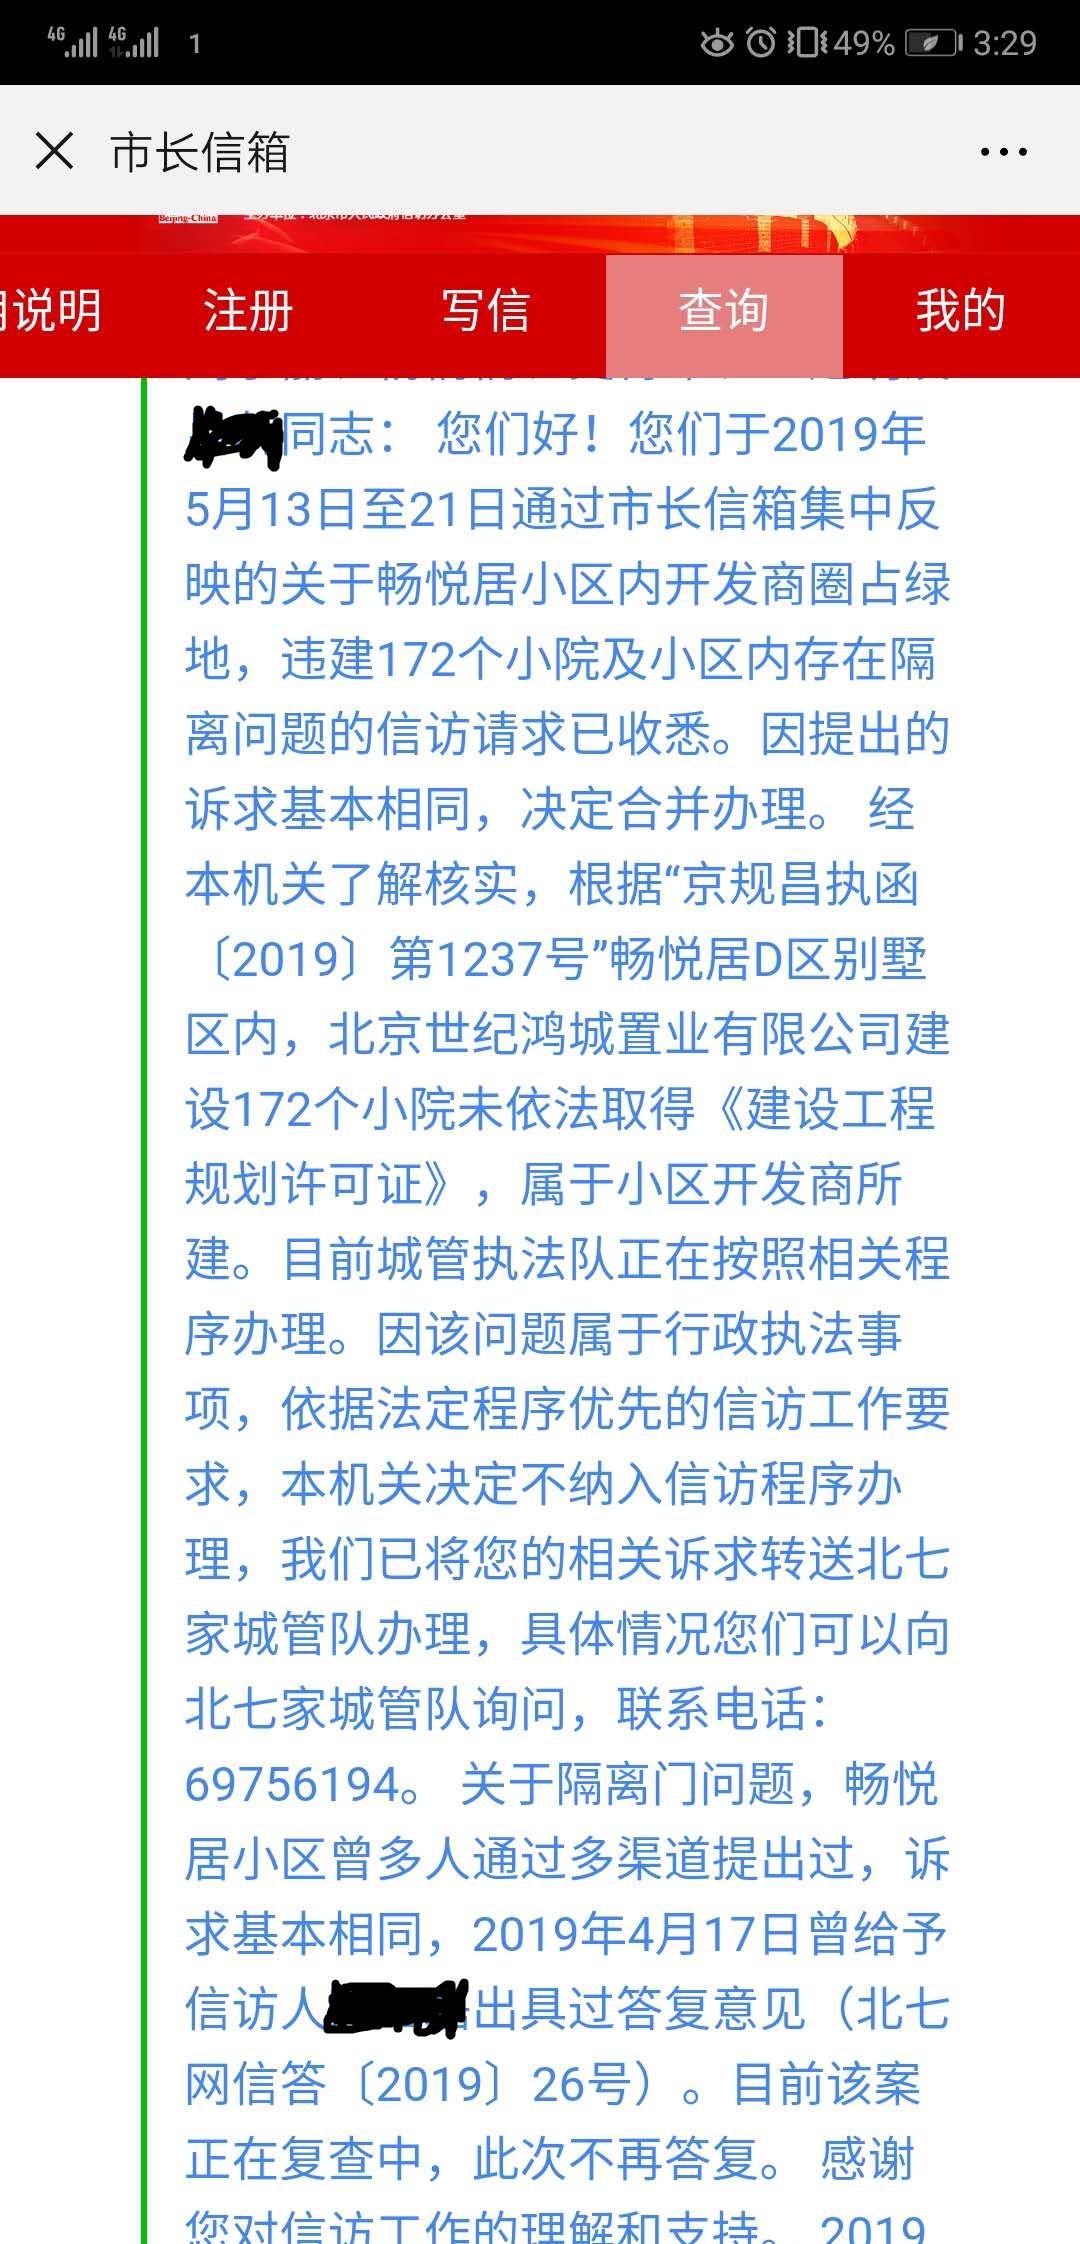 4G 4G 1 49% 3:29
市长信箱
Beijing-China 主办单位：北京市人民政府信访办公室
说明 注册 写信 查询 我的
同志： 您们好！您们于2019年
5月13日至21日通过市长信箱集中反
映的关于畅悦居小区内开发商圈占绿
地，违建172个小院及小区内存在隔
离问题的信访请求已收悉。因提出的
诉求基本相同，决定合并办理。 经
本机关了解核实，根据“京规昌执函
〔2019〕第1237号”畅悦居D区别墅
区内，北京世纪鸿城置业有限公司建
设172个小院未依法取得《建设工程
规划许可证》，属于小区开发商所
建。目前城管执法队正在按照相关程
序办理。因该问题属于行政执法事
项，依据法定程序优先的信访工作要
求，本机关决定不纳入信访程序办
理，我们已将您的相关诉求转送北七
家城管队办理，具体情况您们可以向
北七家城管队询问，联系电话：
69756194。 关于隔离门问题，畅悦
居小区曾多人通过多渠道提出过，诉
求基本相同，2019年4月17日曾给予
信访人出具过答复意见（北七
网信答〔2019〕26号）。目前该案
正在复查中，此次不再答复。 感谢
您对信访工作的理解和支持。 2019